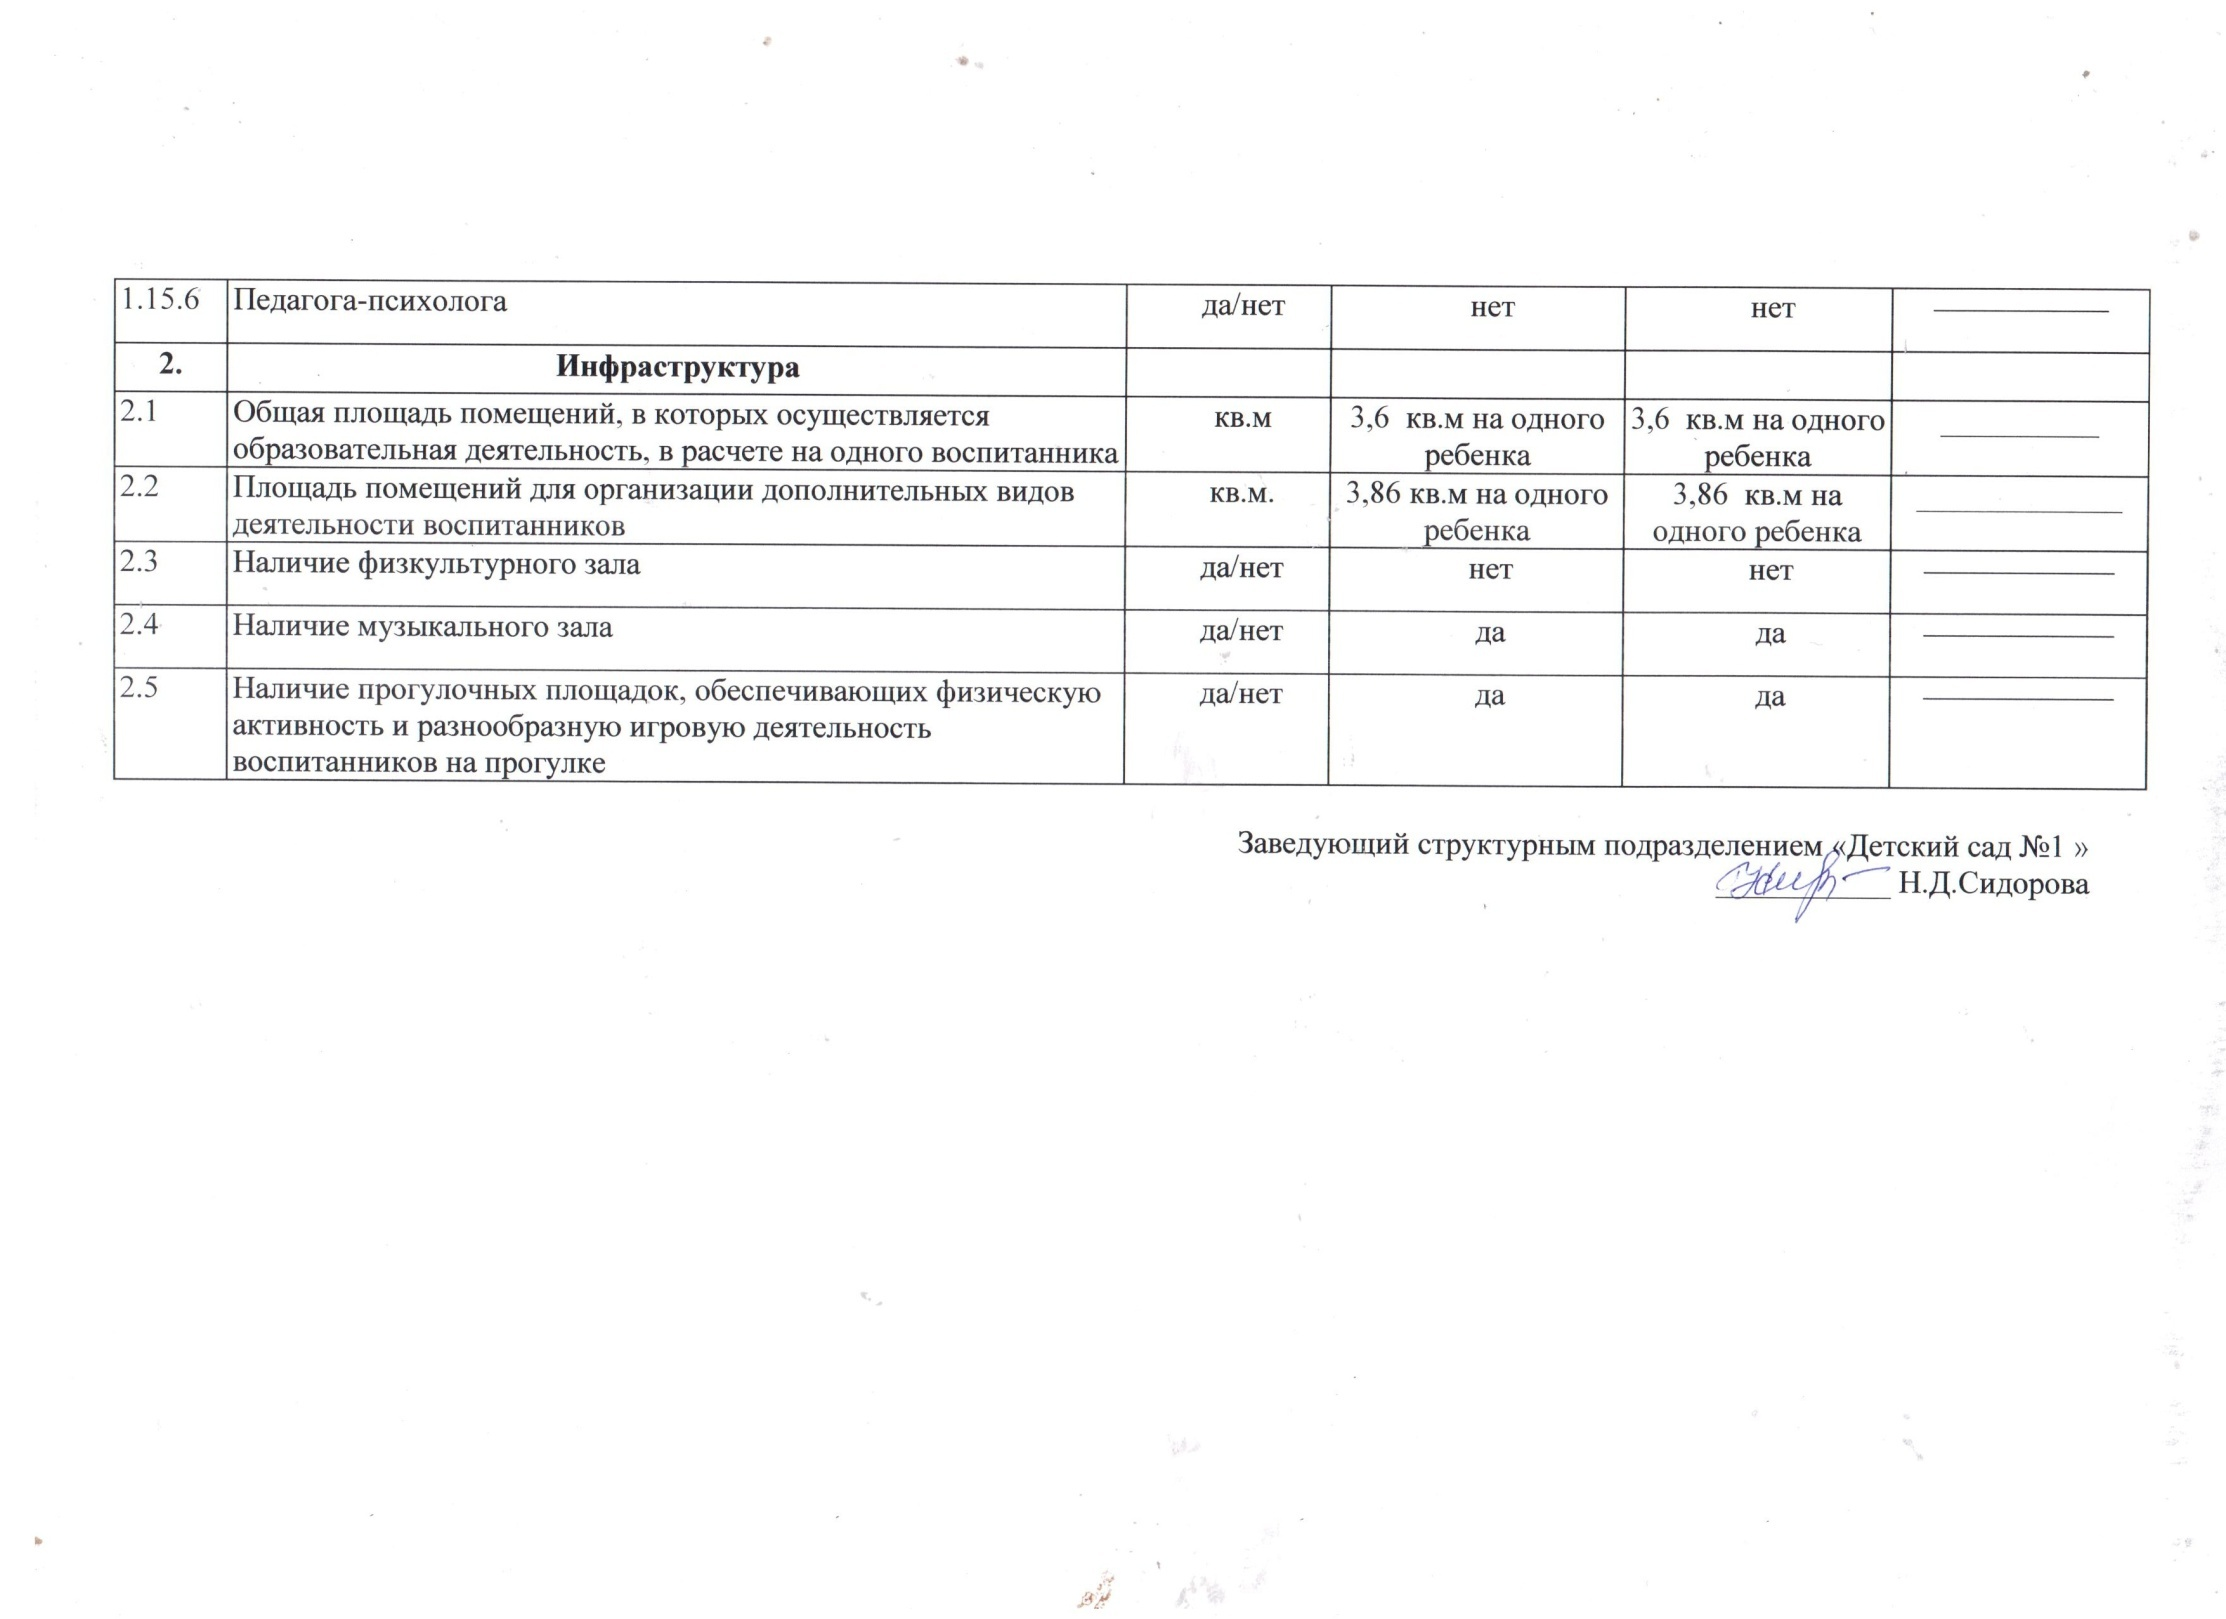 1.15.6 Педагога-психолога да/нет нет нет
2. Инфраструктура
2.1 Общая площадь помещений, в которых осуществляется кв.м 3,6 кв.м на одного 3,6 кв.м на одного
образовательная деятельность, в расчете на одного воспитанника ребенка ребенка
2.2 Площадь помещений для организации дополнительных видов кв.м. 3,86 кв.м на одного 3,86 кв.м на
деятельности воспитанников ребенка одного ребенка
2.3 Наличие физкультурного зала да/нет нет нет
2.4 Наличие музыкального зала да/нет да да
2.5 Наличие прогулочных площадок, обеспечивающих физическую да/нет да да
активность и разнообразную игровую деятельность
воспитанников на прогулке
Заведующий структурным подразделением «Детский сад №1 »
Н.Д.Сидорова